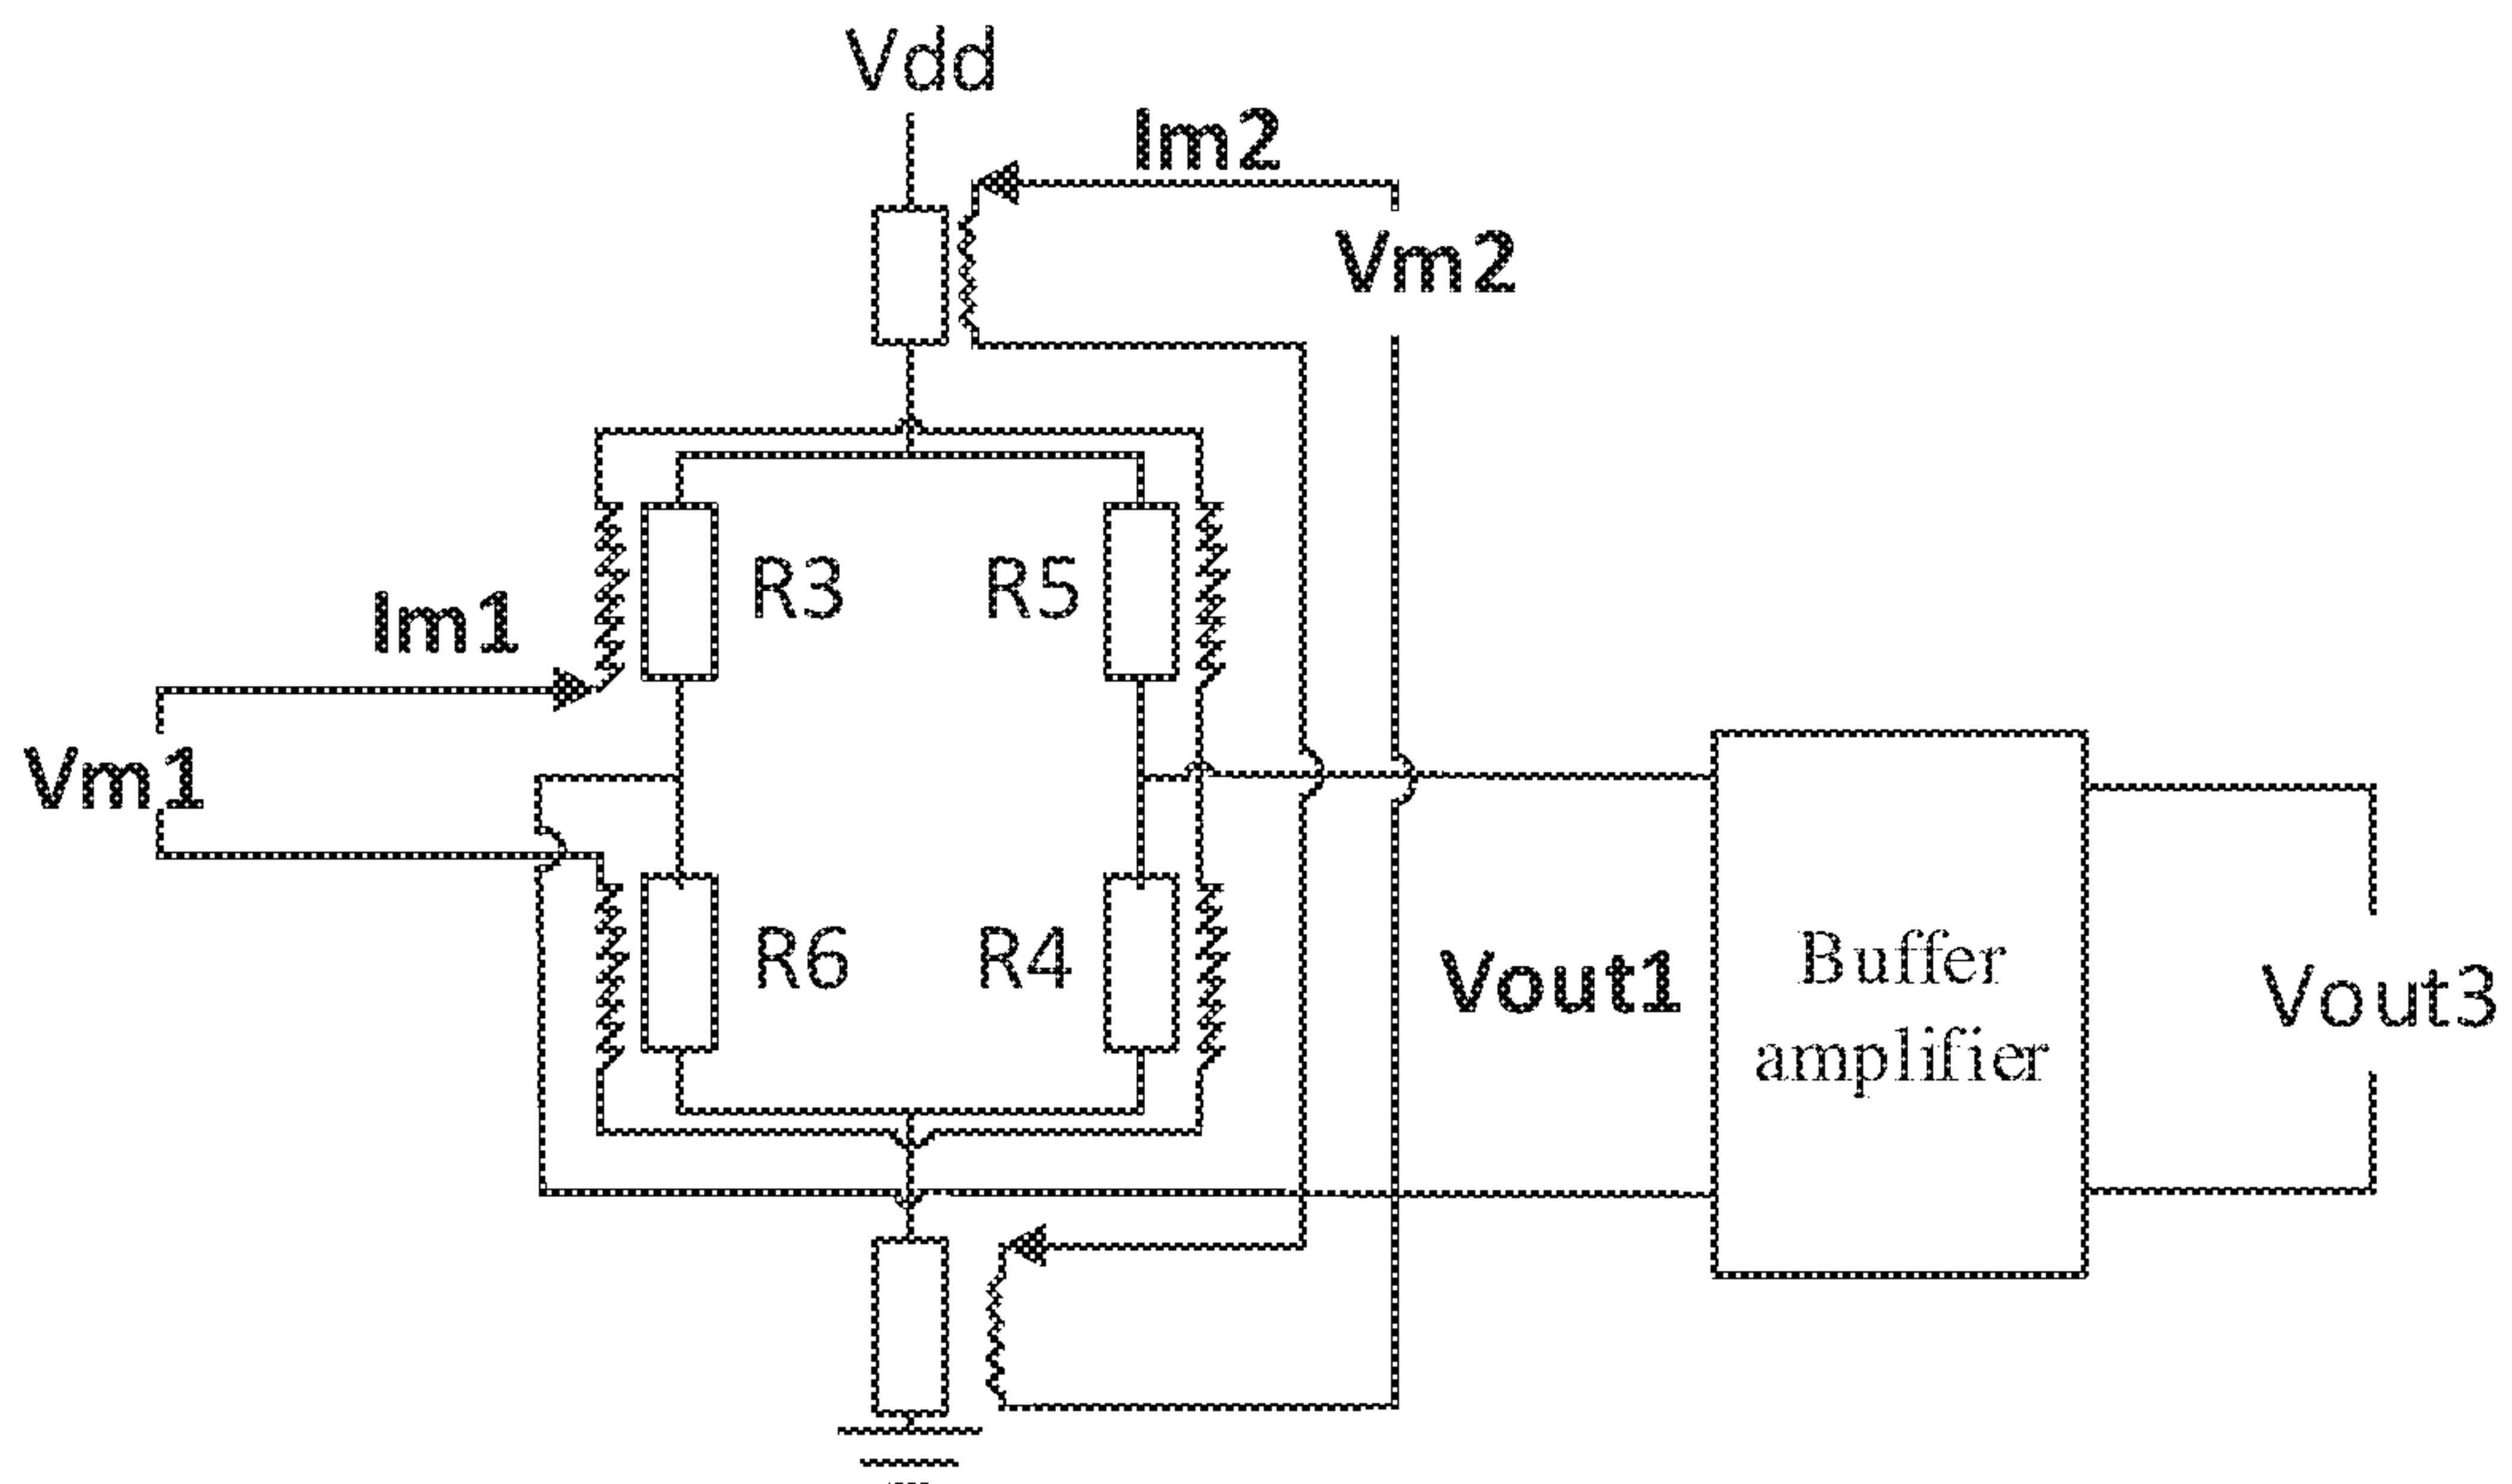 Vdd
Im2
Vm2
R3
R5
Im1
Vm1
R6
R4
Vout1
Buffer
amplifier
Vout3